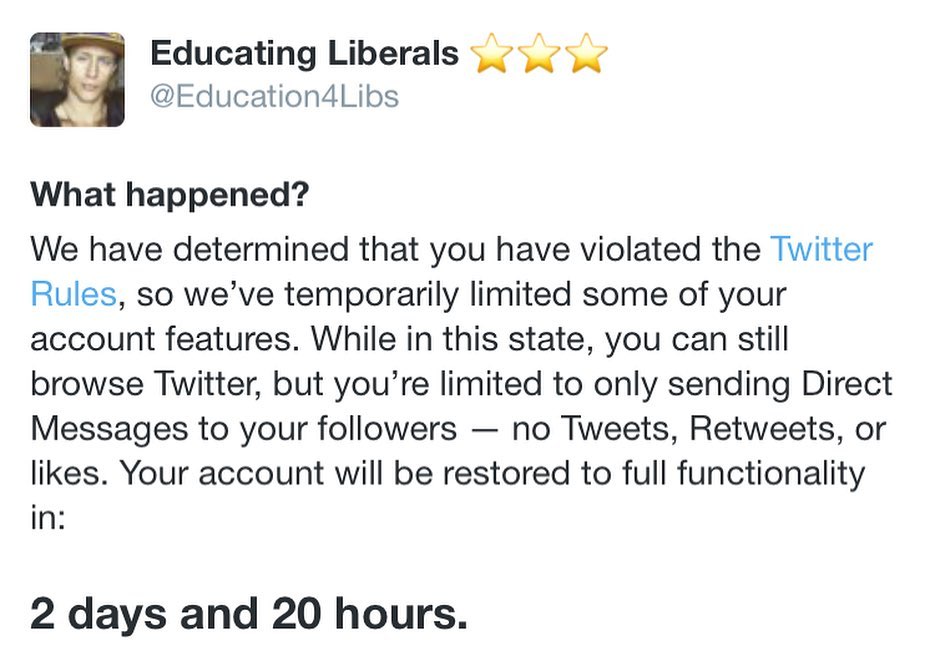 Educating Liberals ⭐⭐⭐
@Education4Libs
What happened?
We have determined that you have violated the Twitter
Rules, so we’ve temporarily limited some of your
account features. While in this state, you can still
browse Twitter, but you’re limited to only sending Direct
Messages to your followers — no Tweets, Retweets, or
likes. Your account will be restored to full functionality
in:
2 days and 20 hours.